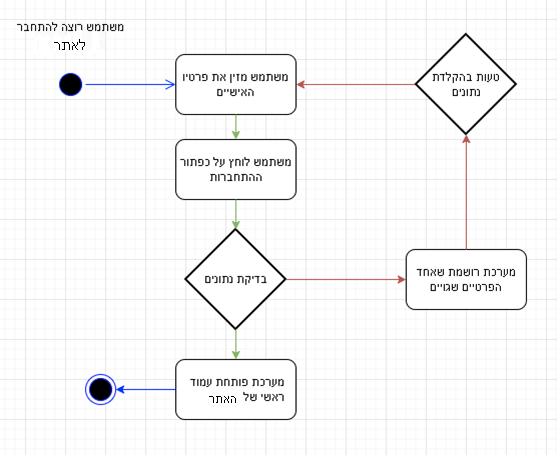 משתמש רוצה להתחבר
לאתר
משתמש מזין את פרטיו
האישיים
טעות בהקלדת
נתונים
משתמש לוחץ על כפתור
ההתחברות
בדיקת נתונים
מערכת רושמת שאחד
הפרטיים שגויים
מערכת פותחת עמוד
ראשי של האתר